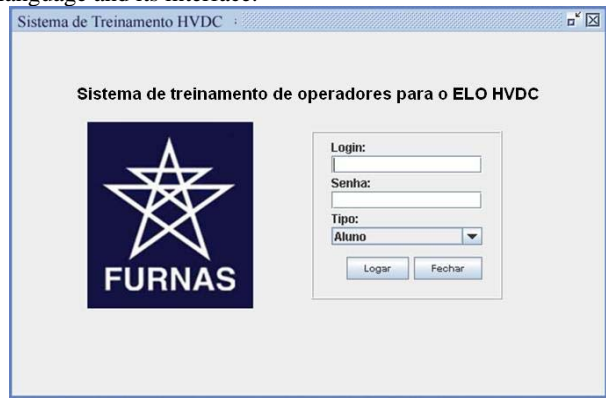 language and its interface.
Sistema de Treinamento HVDC
Sistema de treinamento de operadores para o ELO HVDC
FURNAS
Login:
Senha:
Tipo:
Aluno
Logar Fechar